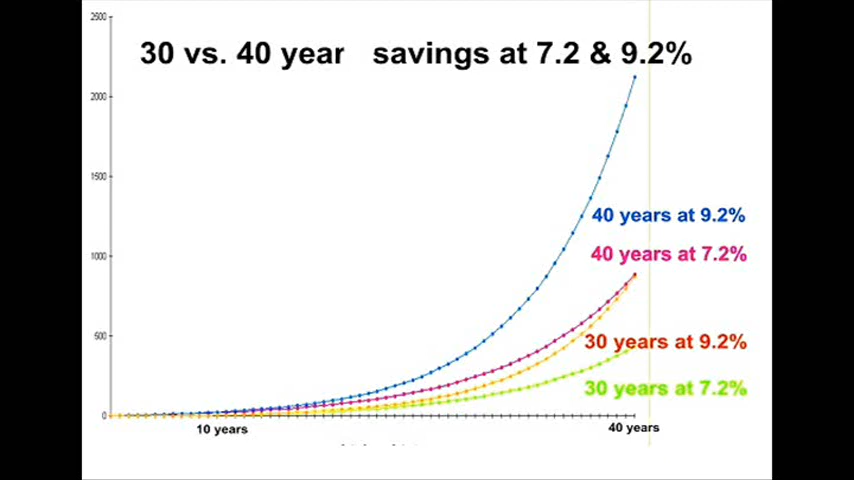 2500
30 vs. 40 year savings at 7.2 & 9.2%
2000
1500
40 years at 9.2%
40 years at 7.2%
1000
500
30 years at 9.2%
30 years at 7.2%
0
10 years
40 years